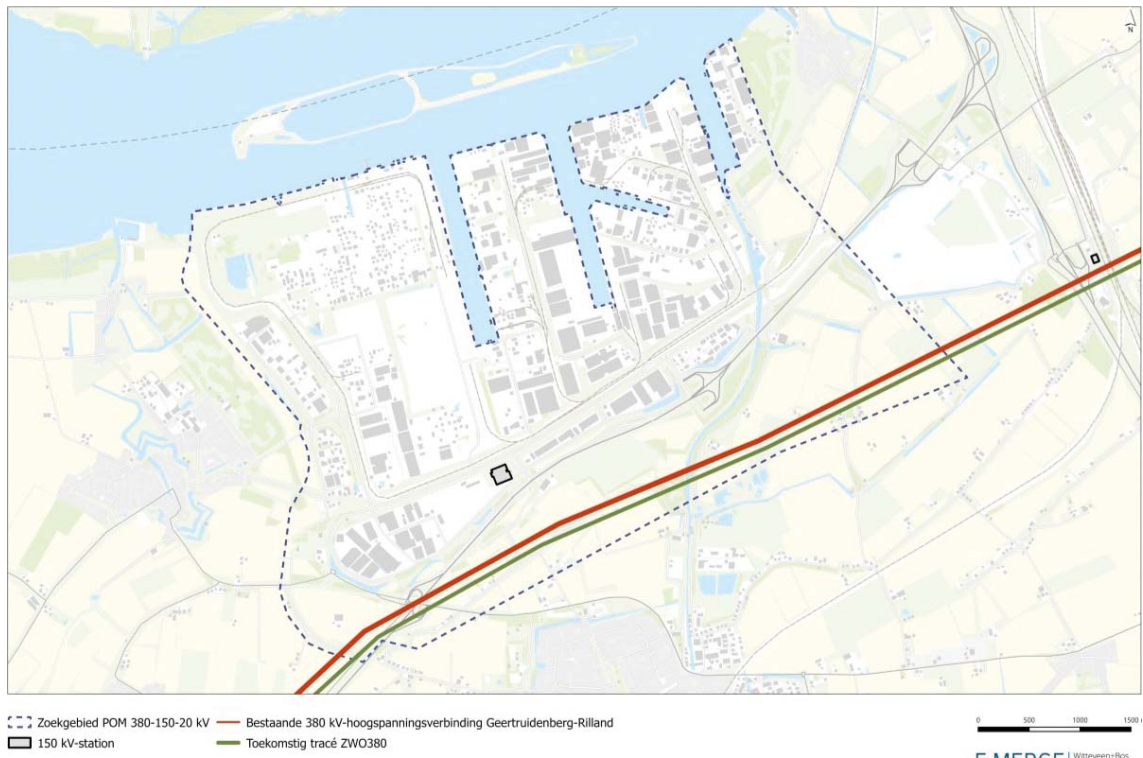 N
Zoekgebied POM 380-150-20 kV
Bestaande 380 kV-hoogspanningsverbinding Geertruidenberg-Rilland
150 kV-station
Toekomstig tracé ZWO380
0 500 1000 1500
E-MERGE | Witteveen+Bos